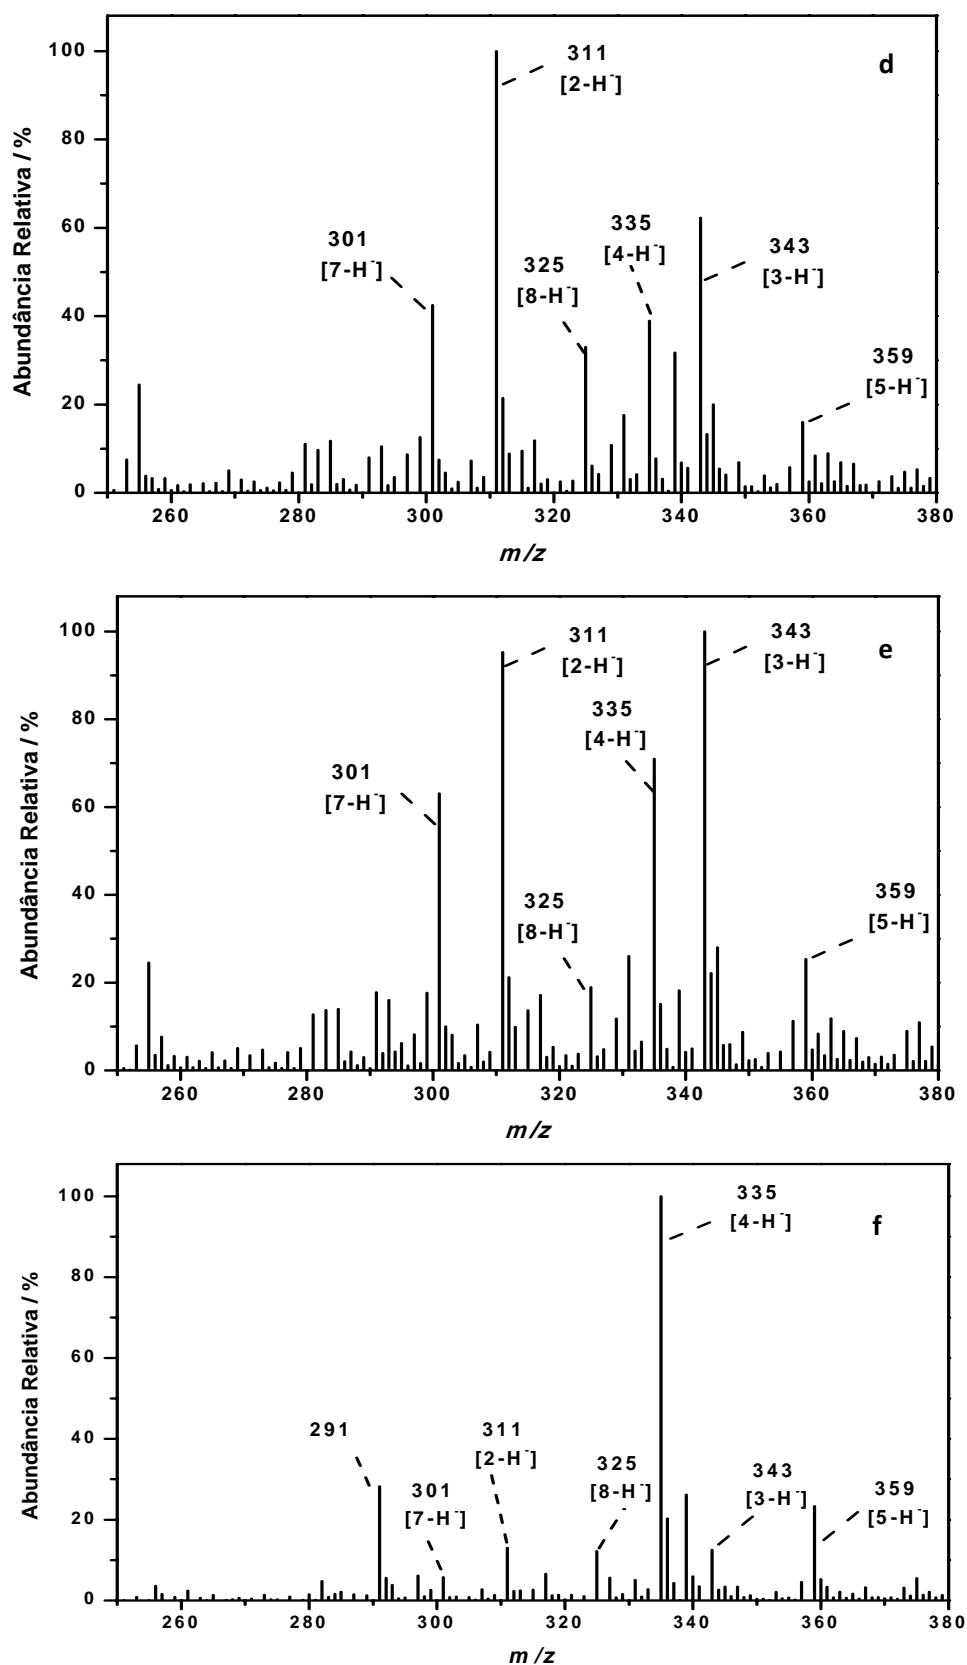 d
100
80
60
40
20
0
Abundância Relativa / %
311
[2-H⁻]
301
[7-H⁻]
325
[8-H⁻]
335
[4-H⁻]
343
[3-H⁻]
359
[5-H⁻]
260 280 300 320 340 360 380
m/z
e
100
80
60
40
20
0
Abundância Relativa / %
311
[2-H⁻]
343
[3-H⁻]
335
[4-H⁻]
301
[7-H⁻]
325
[8-H⁻]
359
[5-H⁻]
260 280 300 320 340 360 380
m/z
f
100
80
60
40
20
0
Abundância Relativa / %
335
[4-H⁻]
291
301
[7-H⁻]
311
[2-H⁻]
325
[8-H⁻]
343
[3-H⁻]
359
[5-H⁻]
260 280 300 320 340 360 380
m/z